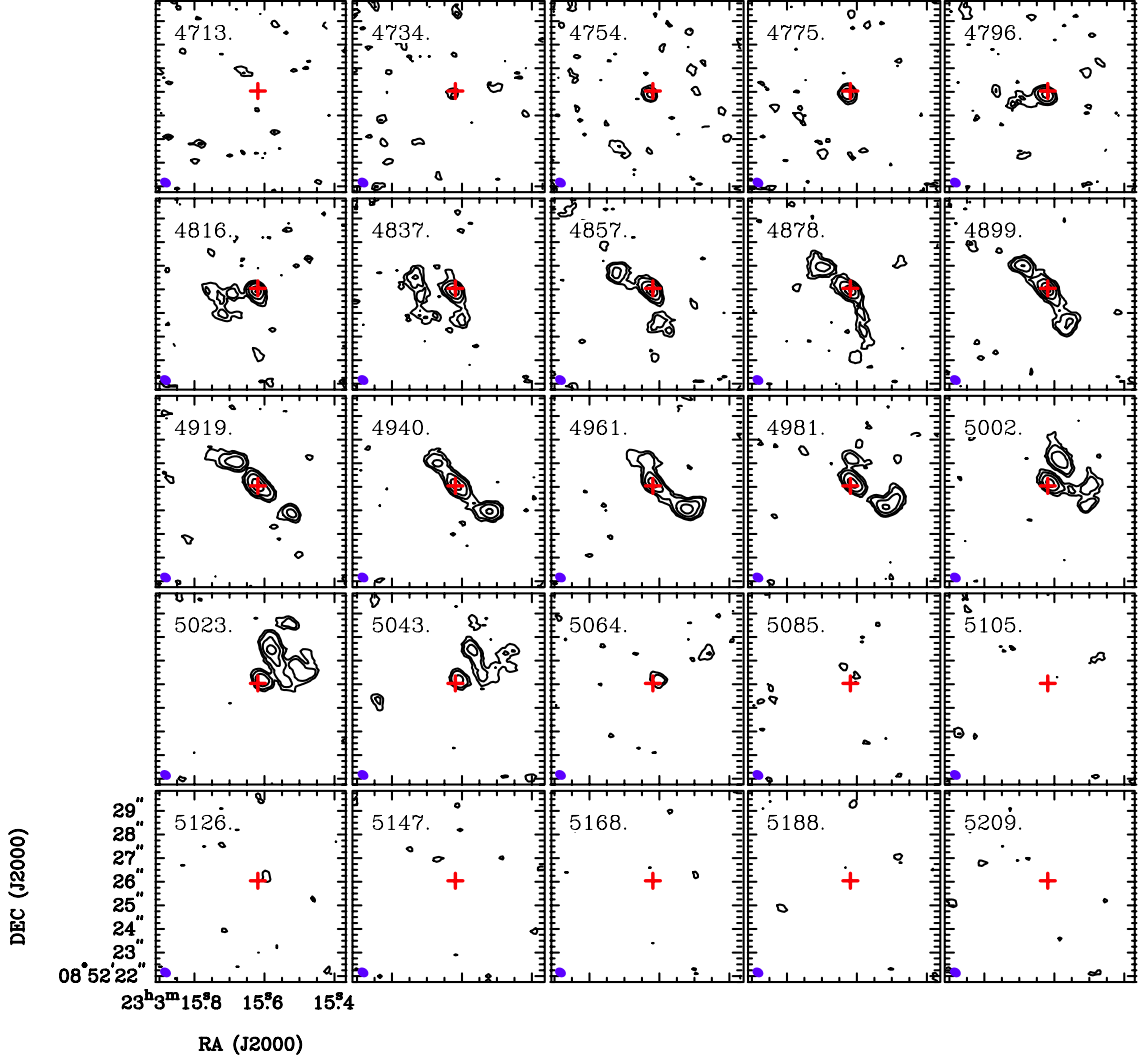 4713. 4734. 4754. 4775. 4796.
4816. 4837. 4857. 4878. 4899.
4919. 4940. 4961. 4981. 5002.
5023. 5043. 5064. 5085. 5105.
5126. 5147. 5168. 5188. 5209.
29"
28"
27"
26"
25"
24"
23"
08°52'22"
23h3m15s.8 15s.6 15s.4
DEC (J2000)
RA (J2000)